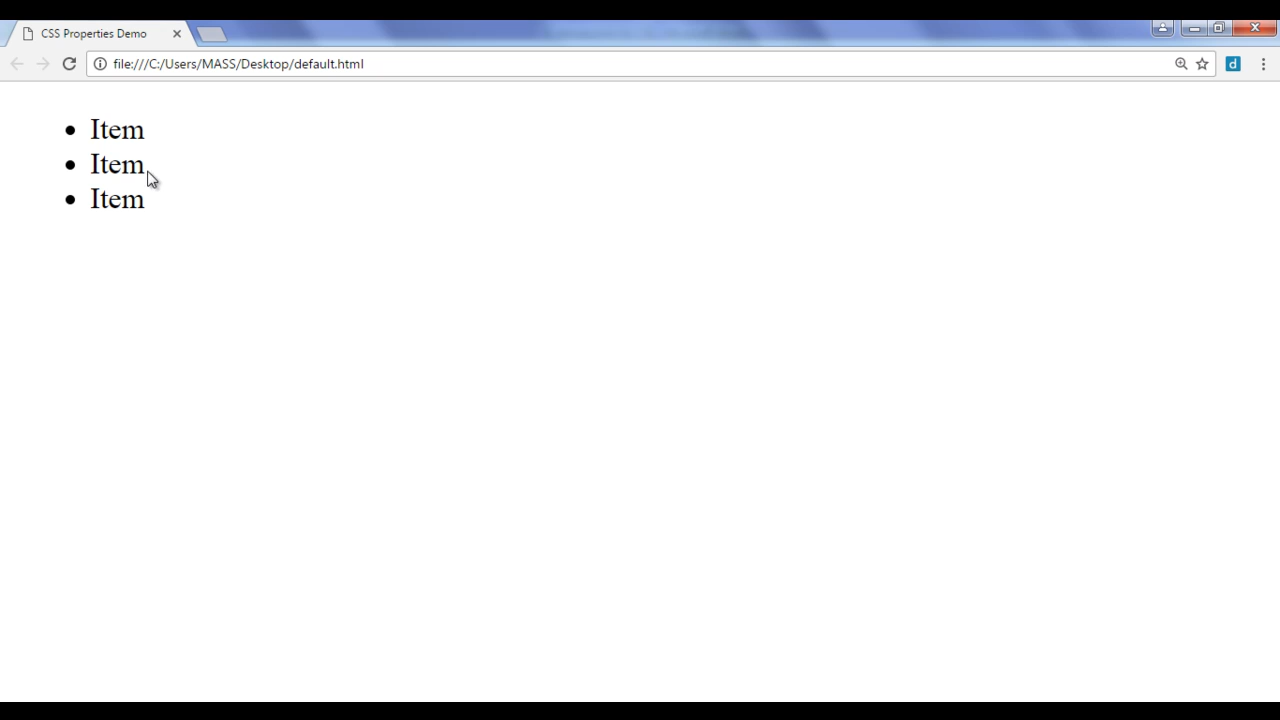 CSS Properties Demo
file:///C:/Users/MASS/Desktop/default.html
d
Item
Item
Item